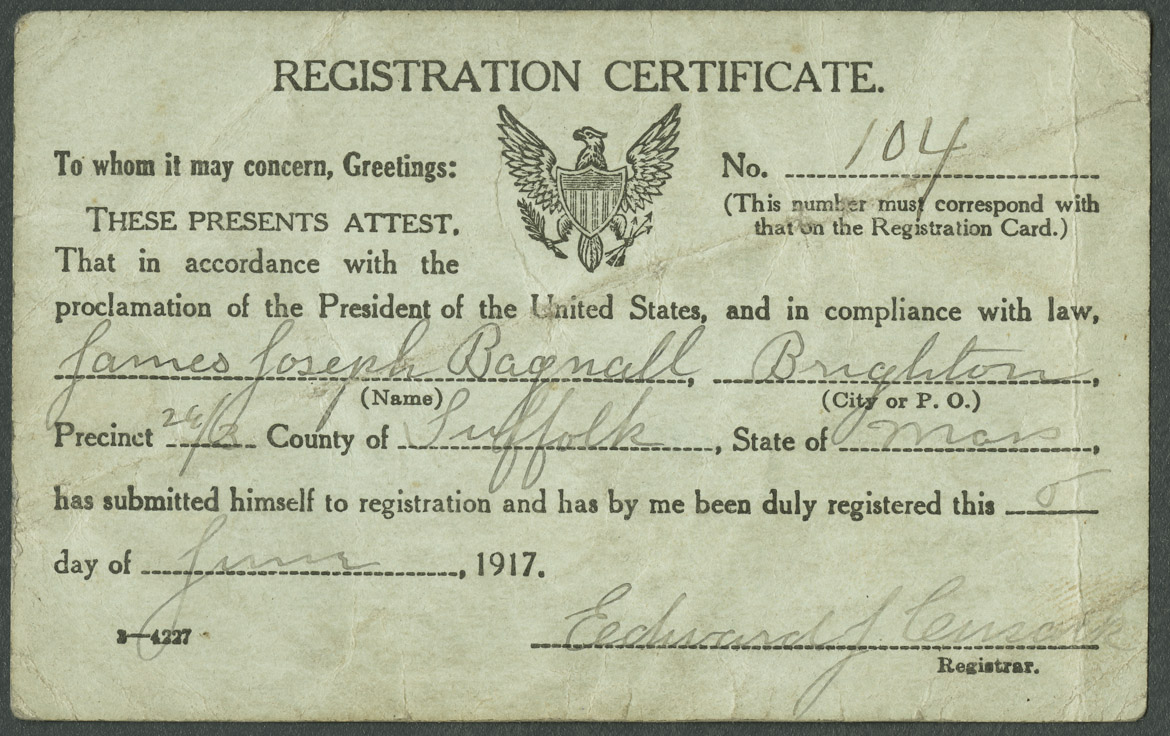 REGISTRATION CERTIFICATE.
To whom it may concern, Greetings:
No. 104
(This number must correspond with
that on the Registration Card.)
THESE PRESENTS ATTEST,
That in accordance with the
proclamation of the President of the United States, and in compliance with law,
James Joseph Bagnall, Brighton,
(Name) (City or P. O.)
Precinct County of Suffolk, State of Mass,
has submitted himself to registration and has by me been duly registered this 5
day of June, 1917.
3—4227
Edward J
Registrar.